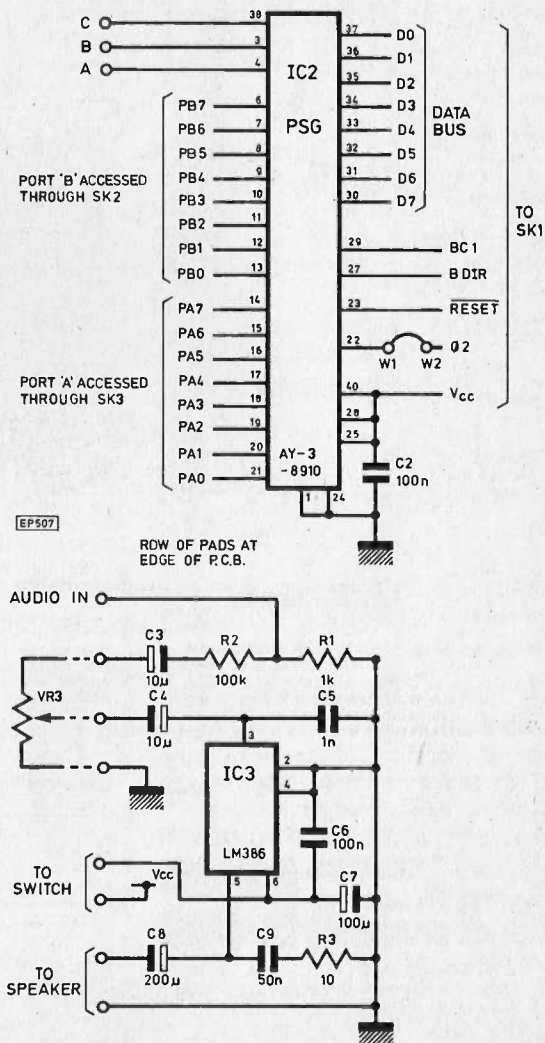 C
38
B
3
A
4
IC2
PSG
AY-3
-8910
37
D0
36
D1
35
D2
34
D3
33
D4
32
D5
31
D6
30
D7
DATA
BUS
TO
SK1
PB7
6
PB6
7
PB5
8
PB4
9
PB3
10
PB2
11
PB1
12
PB0
13
PORT 'B' ACCESSED
THROUGH SK2
29
BC1
27
BDIR
23
RESET
22
W1
W2
Ø2
40
Vcc
28
25
C2
100n
1
24
PA7
14
PA6
15
PA5
16
PA4
17
PA3
18
PA2
19
PA1
20
PA0
21
PORT 'A' ACCESSED
THROUGH SK3
EP507
ROW OF PADS AT
EDGE OF P.C.B.
AUDIO IN
C3
10µ
R2
100k
R1
1k
VR3
C4
10µ
C5
1n
3
IC3
LM386
2
4
5
6
C6
100n
C7
100µ
TO
SWITCH
Vcc
TO
SPEAKER
C8
200µ
C9
50n
R3
10